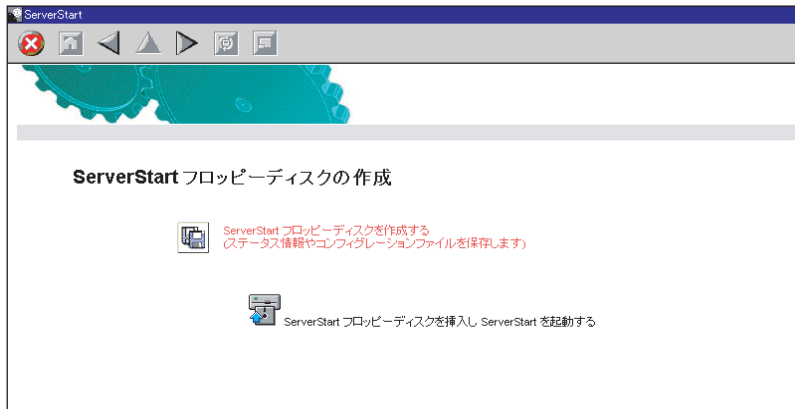 ServerStart
ServerStart フロッピーディスクの作成
ServerStart フロッピーディスクを作成する
(ステータス情報やコンフィグレーションファイルを保存します)
ServerStart フロッピーディスクを挿入し ServerStart を起動する